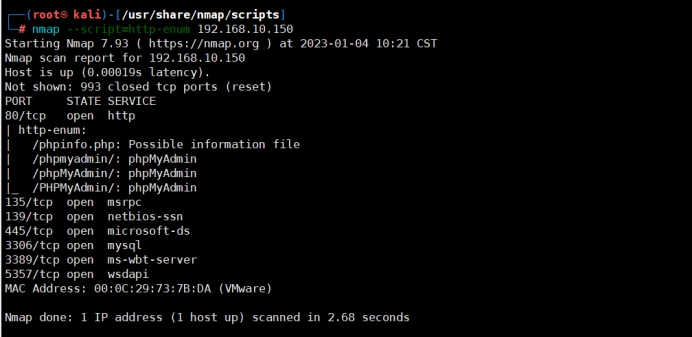 ┌──(root㉿ kali)-[/usr/share/nmap/scripts]
└─# nmap --script=http-enum 192.168.10.150
Starting Nmap 7.93 ( https://nmap.org ) at 2023-01-04 10:21 CST
Nmap scan report for 192.168.10.150
Host is up (0.00019s latency).
Not shown: 993 closed tcp ports (reset)
PORT     STATE SERVICE
80/tcp   open  http
| http-enum:
|   /phpinfo.php: Possible information file
|   /phpmyadmin/: phpMyAdmin
|   /phpMyAdmin/: phpMyAdmin
|_  /PHPMyAdmin/: phpMyAdmin
135/tcp  open  msrpc
139/tcp  open  netbios-ssn
445/tcp  open  microsoft-ds
3306/tcp open  mysql
3389/tcp open  ms-wbt-server
5357/tcp open  wsdapi
MAC Address: 00:0C:29:73:7B:DA (VMware)
Nmap done: 1 IP address (1 host up) scanned in 2.68 seconds